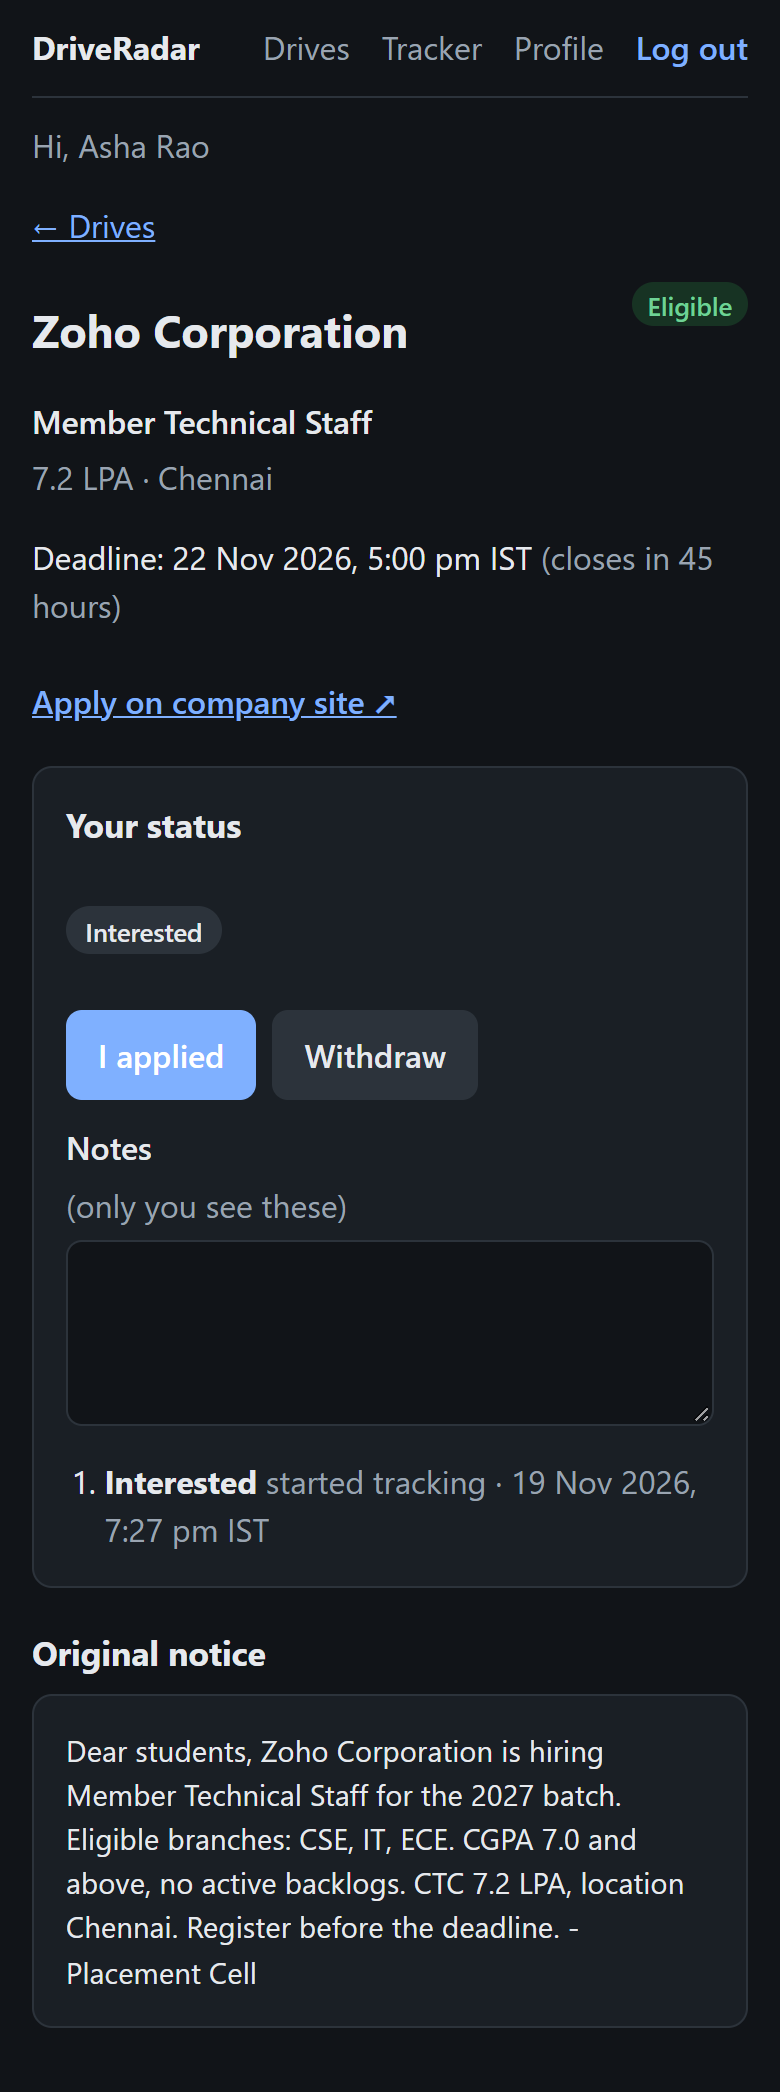 DriveRadar Drives Tracker Profile Log out
Hi, Asha Rao
← Drives
Zoho Corporation
Eligible
Member Technical Staff
7.2 LPA · Chennai
Deadline: 22 Nov 2026, 5:00 pm IST (closes in 45
hours)
Apply on company site ↗
Your status
Interested
I applied
Withdraw
Notes
(only you see these)
1. Interested started tracking · 19 Nov 2026,
7:27 pm IST
Original notice
Dear students, Zoho Corporation is hiring
Member Technical Staff for the 2027 batch.
Eligible branches: CSE, IT, ECE. CGPA 7.0 and
above, no active backlogs. CTC 7.2 LPA, location
Chennai. Register before the deadline. -
Placement Cell